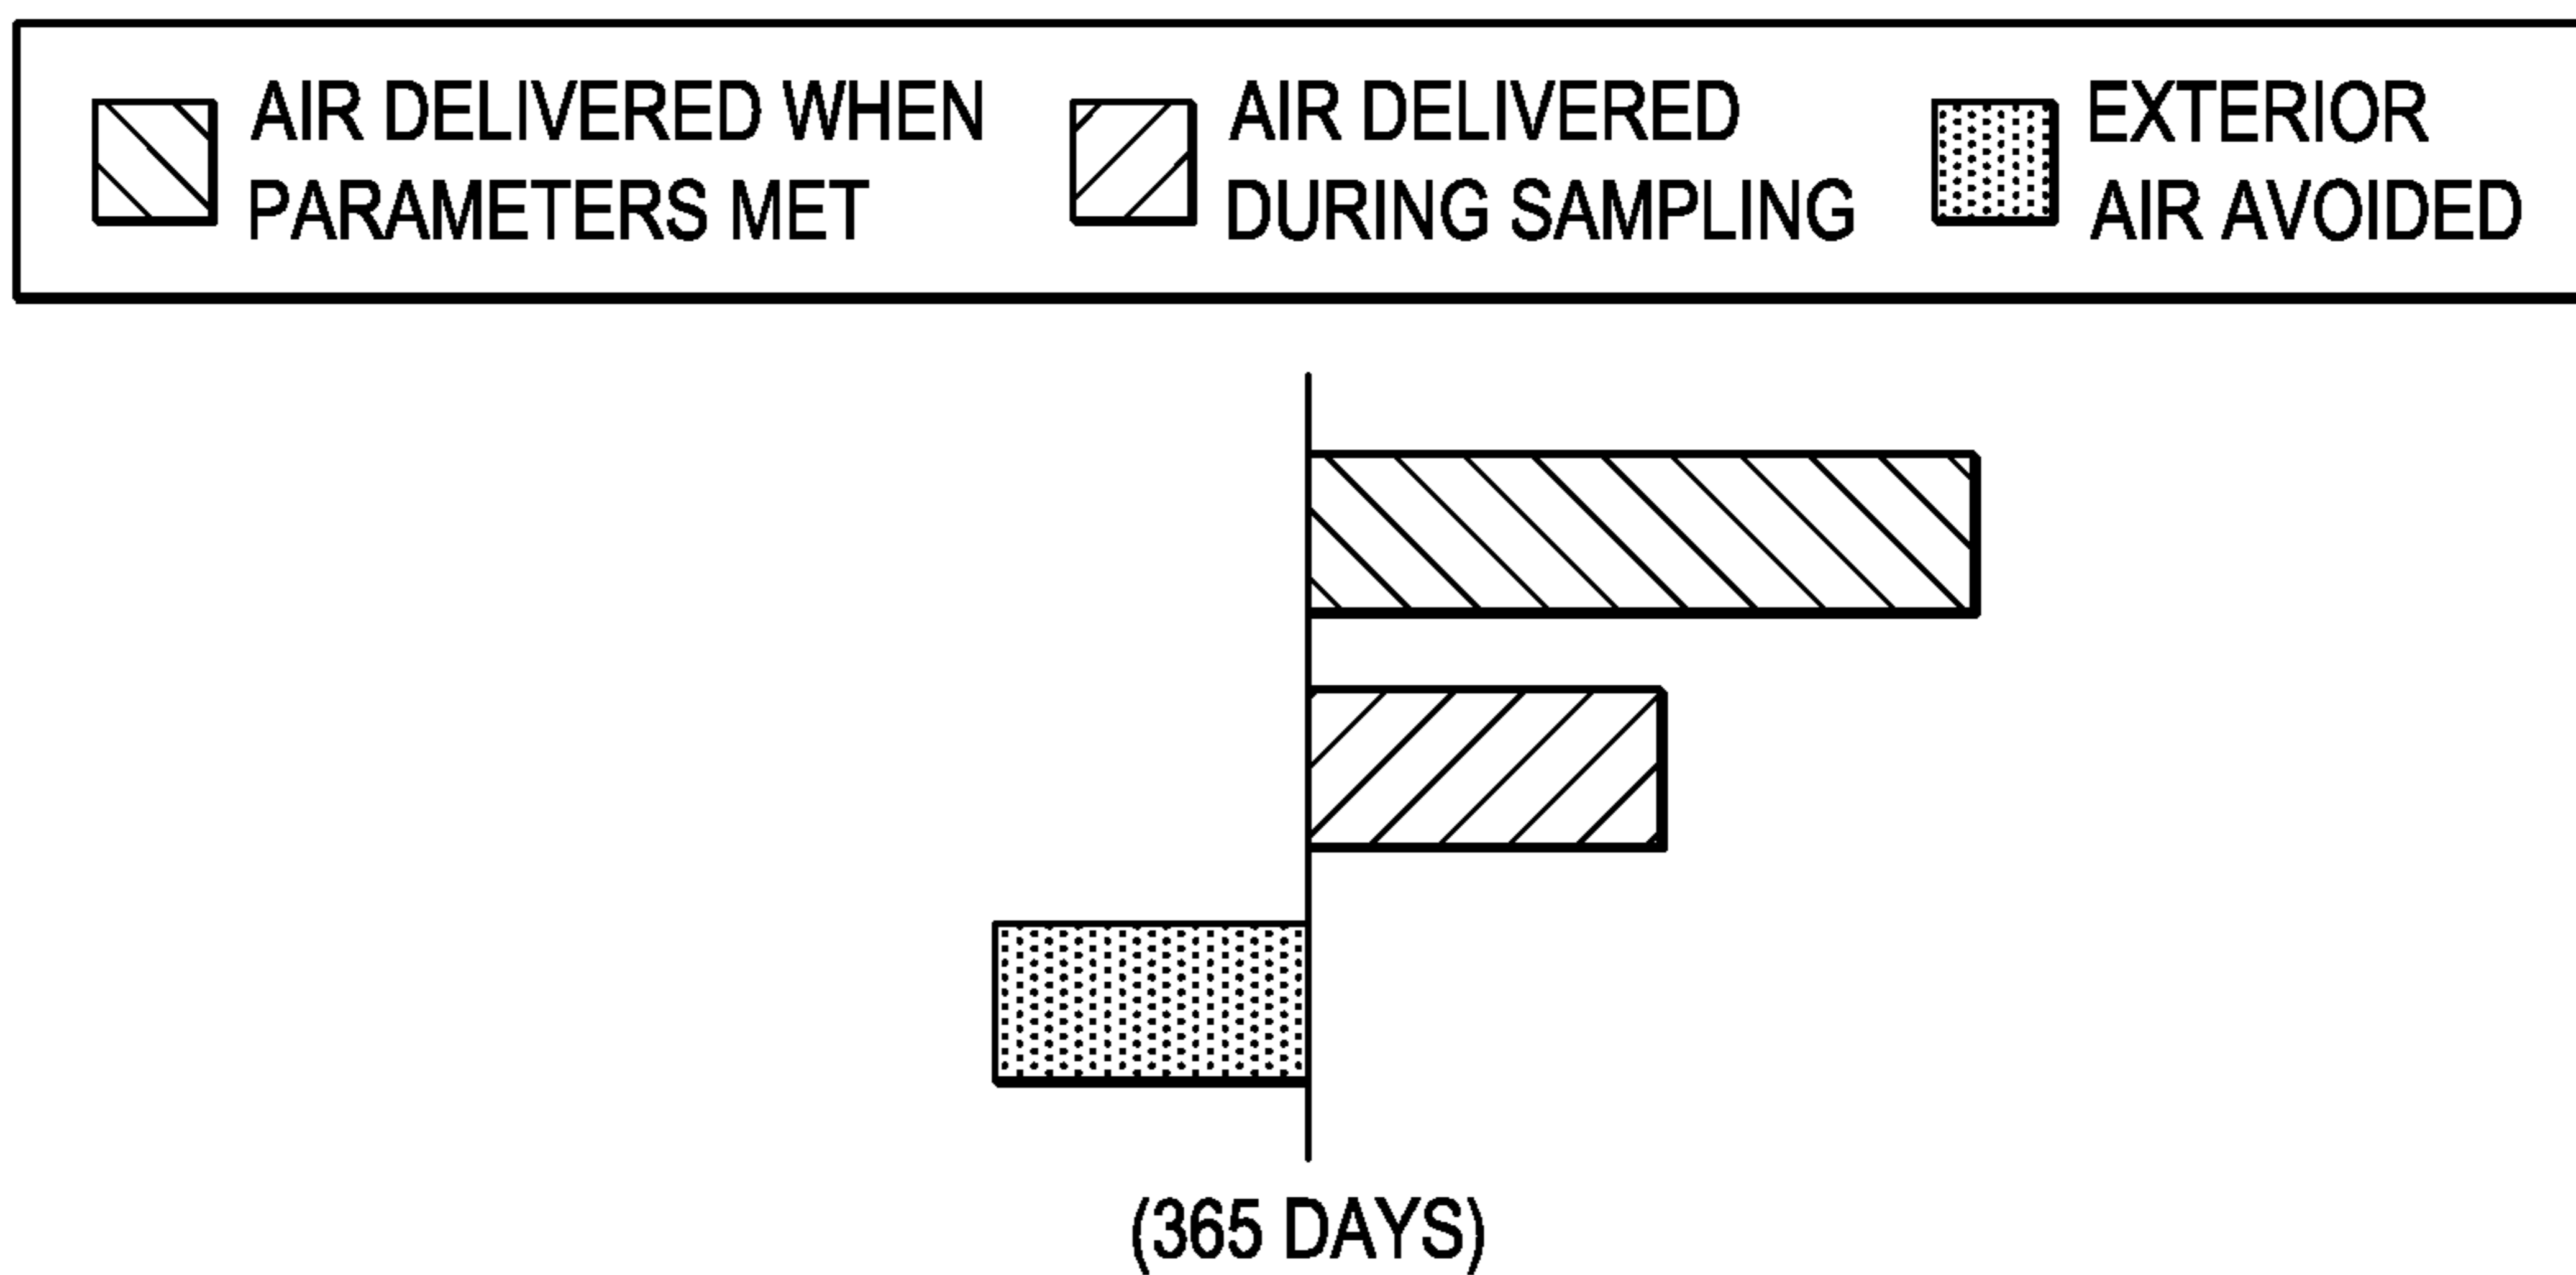 AIR DELIVERED WHEN
PARAMETERS MET
AIR DELIVERED
DURING SAMPLING
EXTERIOR
AIR AVOIDED
(365 DAYS)